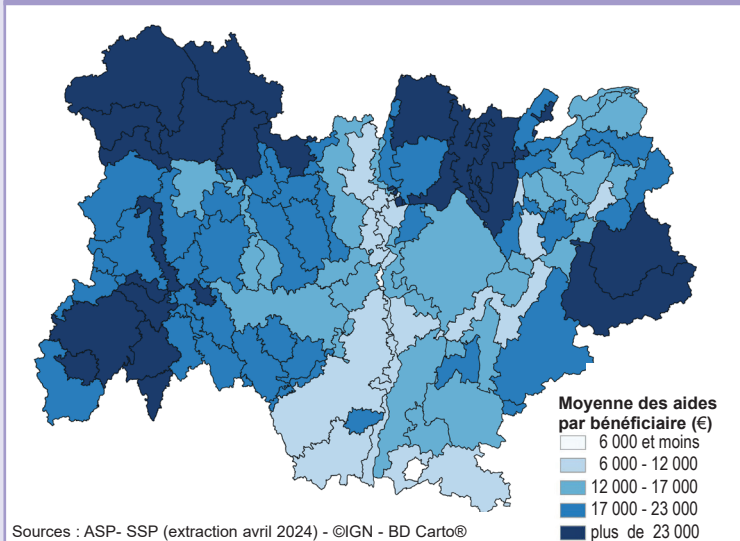 Moyenne des aides
par bénéficiaire (€)
6 000 et moins
6 000 - 12 000
12 000 - 17 000
17 000 - 23 000
plus de 23 000
Sources : ASP- SSP (extraction avril 2024) - ©IGN - BD Carto®